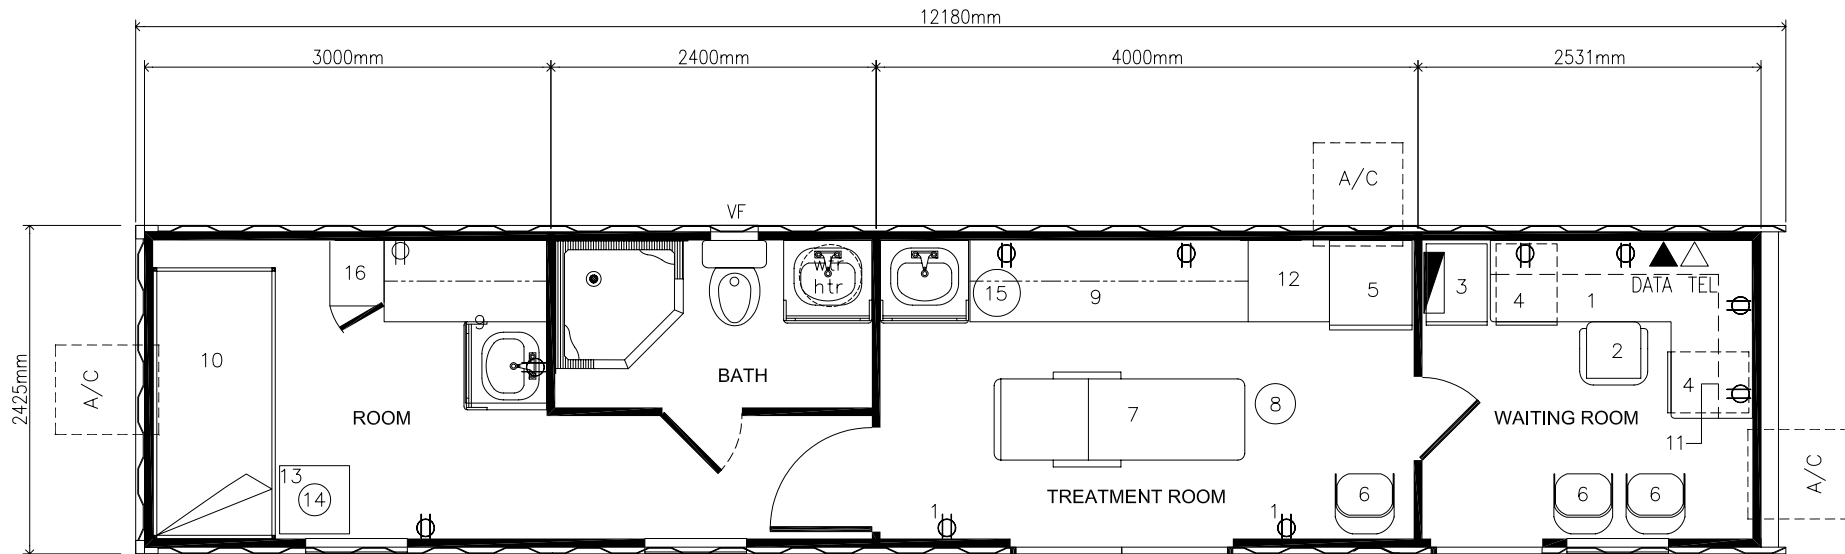 12180mm
3000mm
2400mm
4000mm
2531mm
A/C
VF
2425mm
16
wtr
htr
15
9
12
5
3
4
1
DATA TEL
9
10
2
A/C
BATH
4
ROOM
7
8
WAITING ROOM
11
13
14
TREATMENT ROOM
6
6
6
A/C
1
1